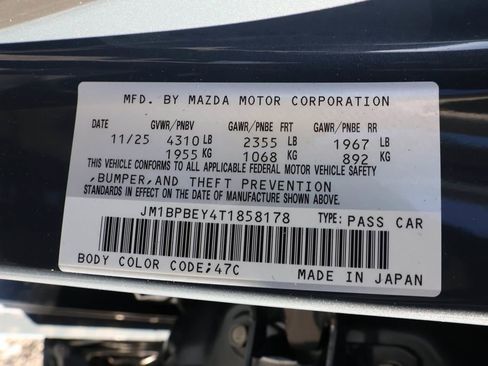 MFD. BY MAZDA MOTOR CORPORATION
DATE GVWR/PNBV GAWR/PNBE FRT GAWR/PNBE RR
11/25 4310 LB 2355 LB 1967 LB
1955 KG 1068 KG 892 KG
THIS VEHICLE CONFORMS TO ALL APPLICABLE FEDERAL MOTOR VEHICLE SAFETY
,BUMPER,AND THEFT PREVENTION
STANDARDS IN EFFECT ON THE DATE OF MANUFACTURE SHOWN ABOVE.
JM1BPBEY4T1858178 TYPE: PASS CAR
BODY COLOR CODE;47C MADE IN JAPAN